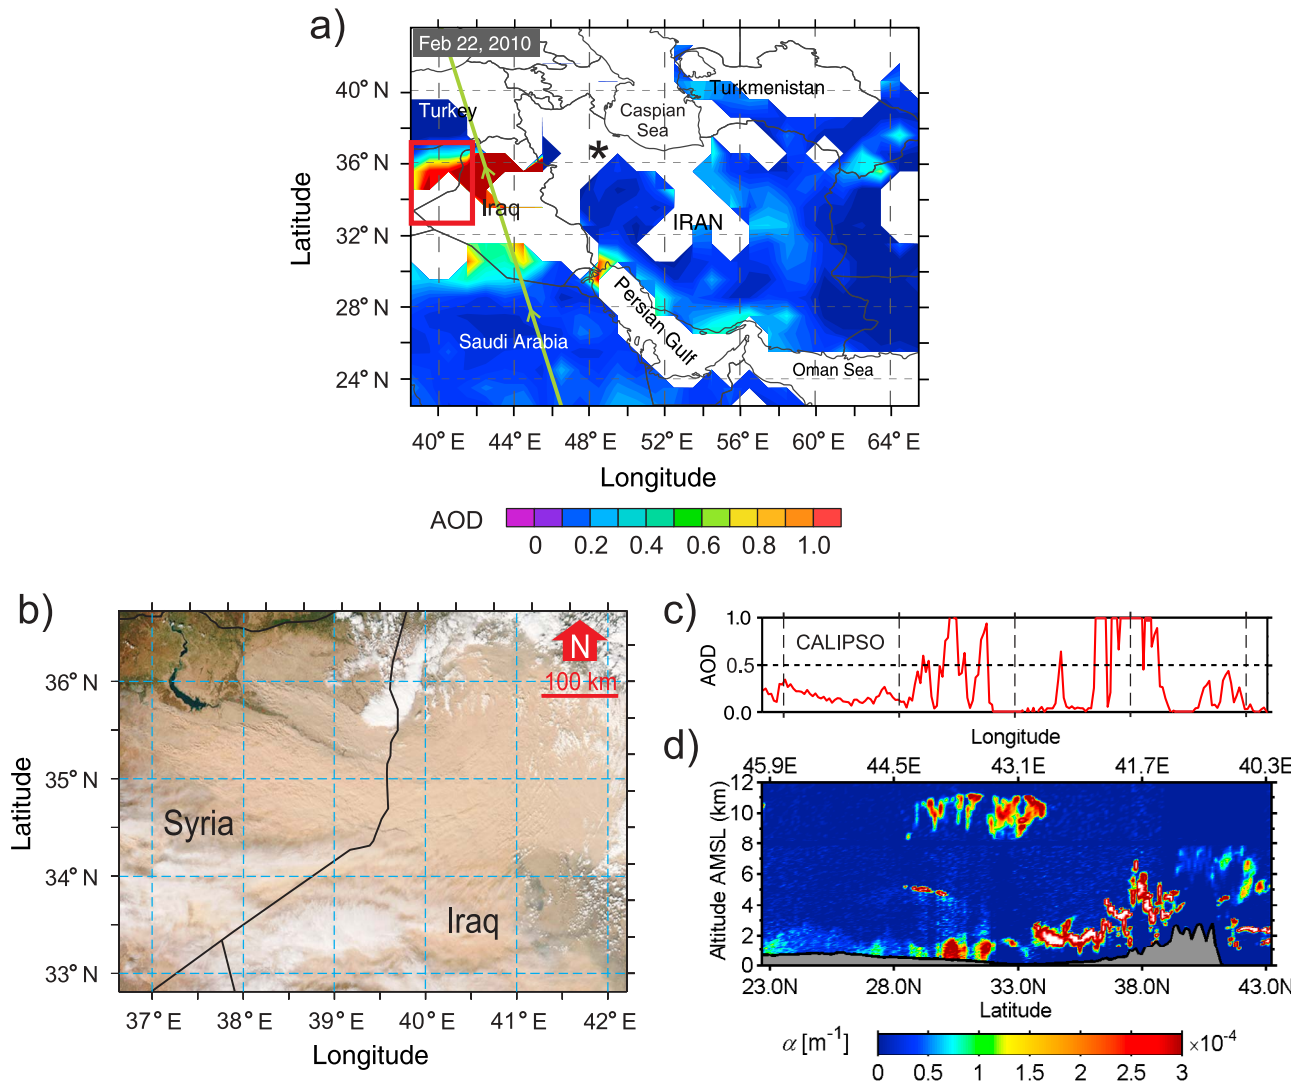 a)
Feb 22, 2010
40° N
36° N
32° N
28° N
24° N
Latitude
Turkey
Caspian
Sea
Turkmenistan
*
Iraq
IRAN
Persian Gulf
Saudi Arabia
Oman Sea
40° E 44° E 48° E 52° E 56° E 60° E 64° E
Longitude
AOD
0 0.2 0.4 0.6 0.8 1.0
b)
36° N
35° N
34° N
33° N
Latitude
N
100 km
Syria
Iraq
37° E 38° E 39° E 40° E 41° E 42° E
Longitude
c)
1.0
0.5
0.0
AOD
CALIPSO
Longitude
d)
45.9E 44.5E 43.1E 41.7E 40.3E
12
10
8
6
4
2
0
Altitude AMSL (km)
23.0N 28.0N 33.0N 38.0N 43.0N
Latitude
α [m⁻¹]
×10⁻⁴
0 0.5 1 1.5 2 2.5 3